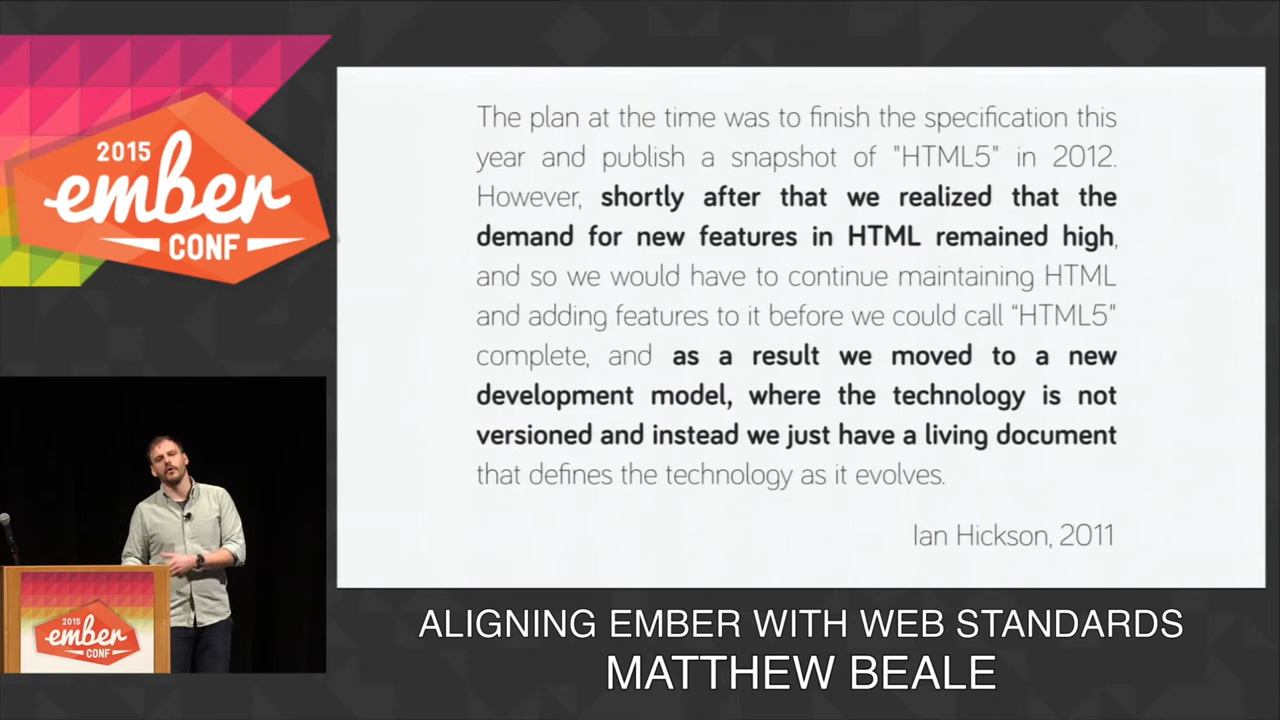 2015
ember
CONF
The plan at the time was to finish the specification this
year and publish a snapshot of "HTML5" in 2012.
However, shortly after that we realized that the
demand for new features in HTML remained high,
and so we would have to continue maintaining HTML
and adding features to it before we could call “HTML5"
complete, and as a result we moved to a new
development model, where the technology is not
versioned and instead we just have a living document
that defines the technology as it evolves.
Ian Hickson, 2011
2015
ember
CONF
ALIGNING EMBER WITH WEB STANDARDS
MATTHEW BEALE